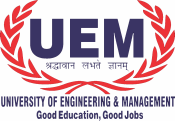 UEM
श्रद्धावान लभते ज्ञानम्
UNIVERSITY OF ENGINEERING & MANAGEMENT
Good Education, Good Jobs